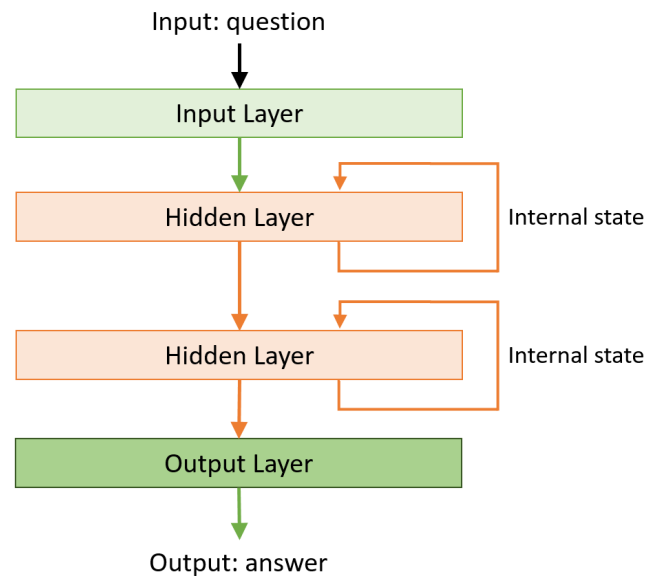 Input: question
Input Layer
Hidden Layer
Internal state
Hidden Layer
Internal state
Output Layer
Output: answer